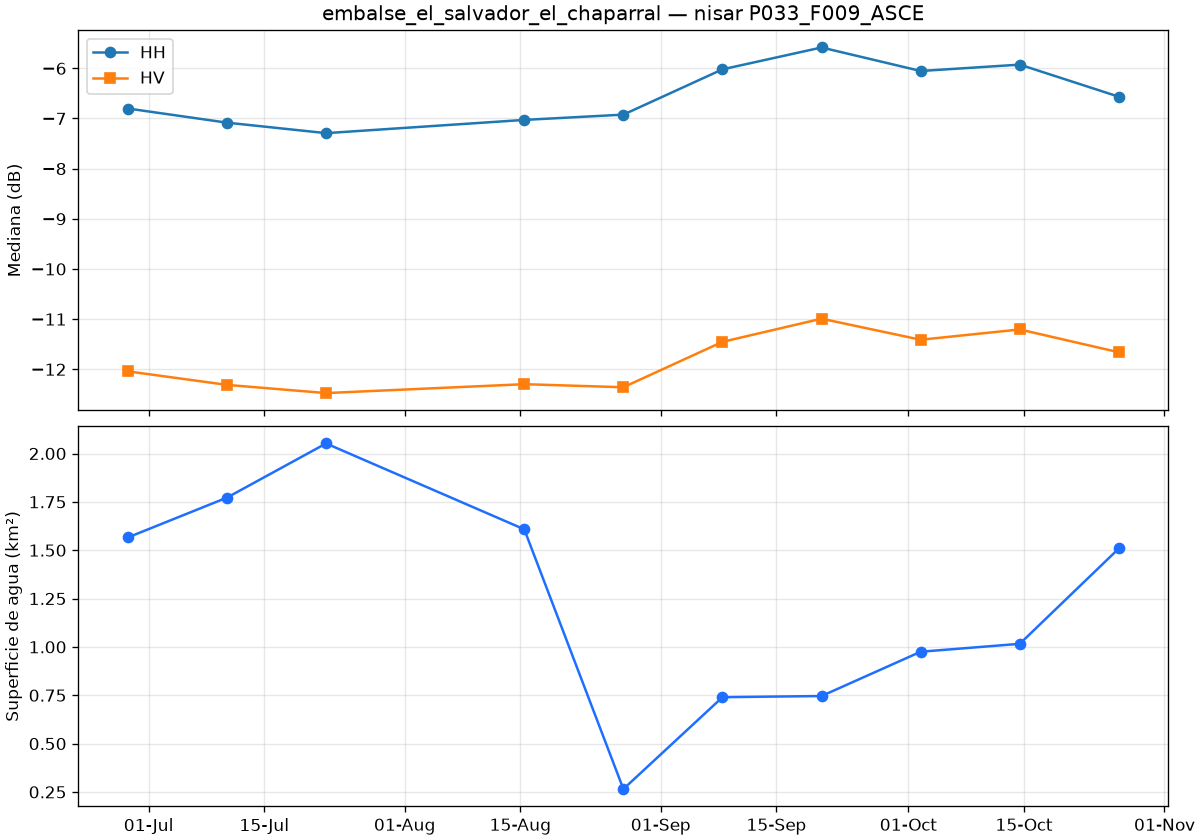 embalse_el_salvador_el_chaparral — nisar P033_F009_ASCE
HH
HV
Mediana (dB)
−6
−7
−8
−9
−10
−11
−12
Superficie de agua (km²)
2.00
1.75
1.50
1.25
1.00
0.75
0.50
0.25
01-Jul 15-Jul 01-Aug 15-Aug 01-Sep 15-Sep 01-Oct 15-Oct 01-Nov